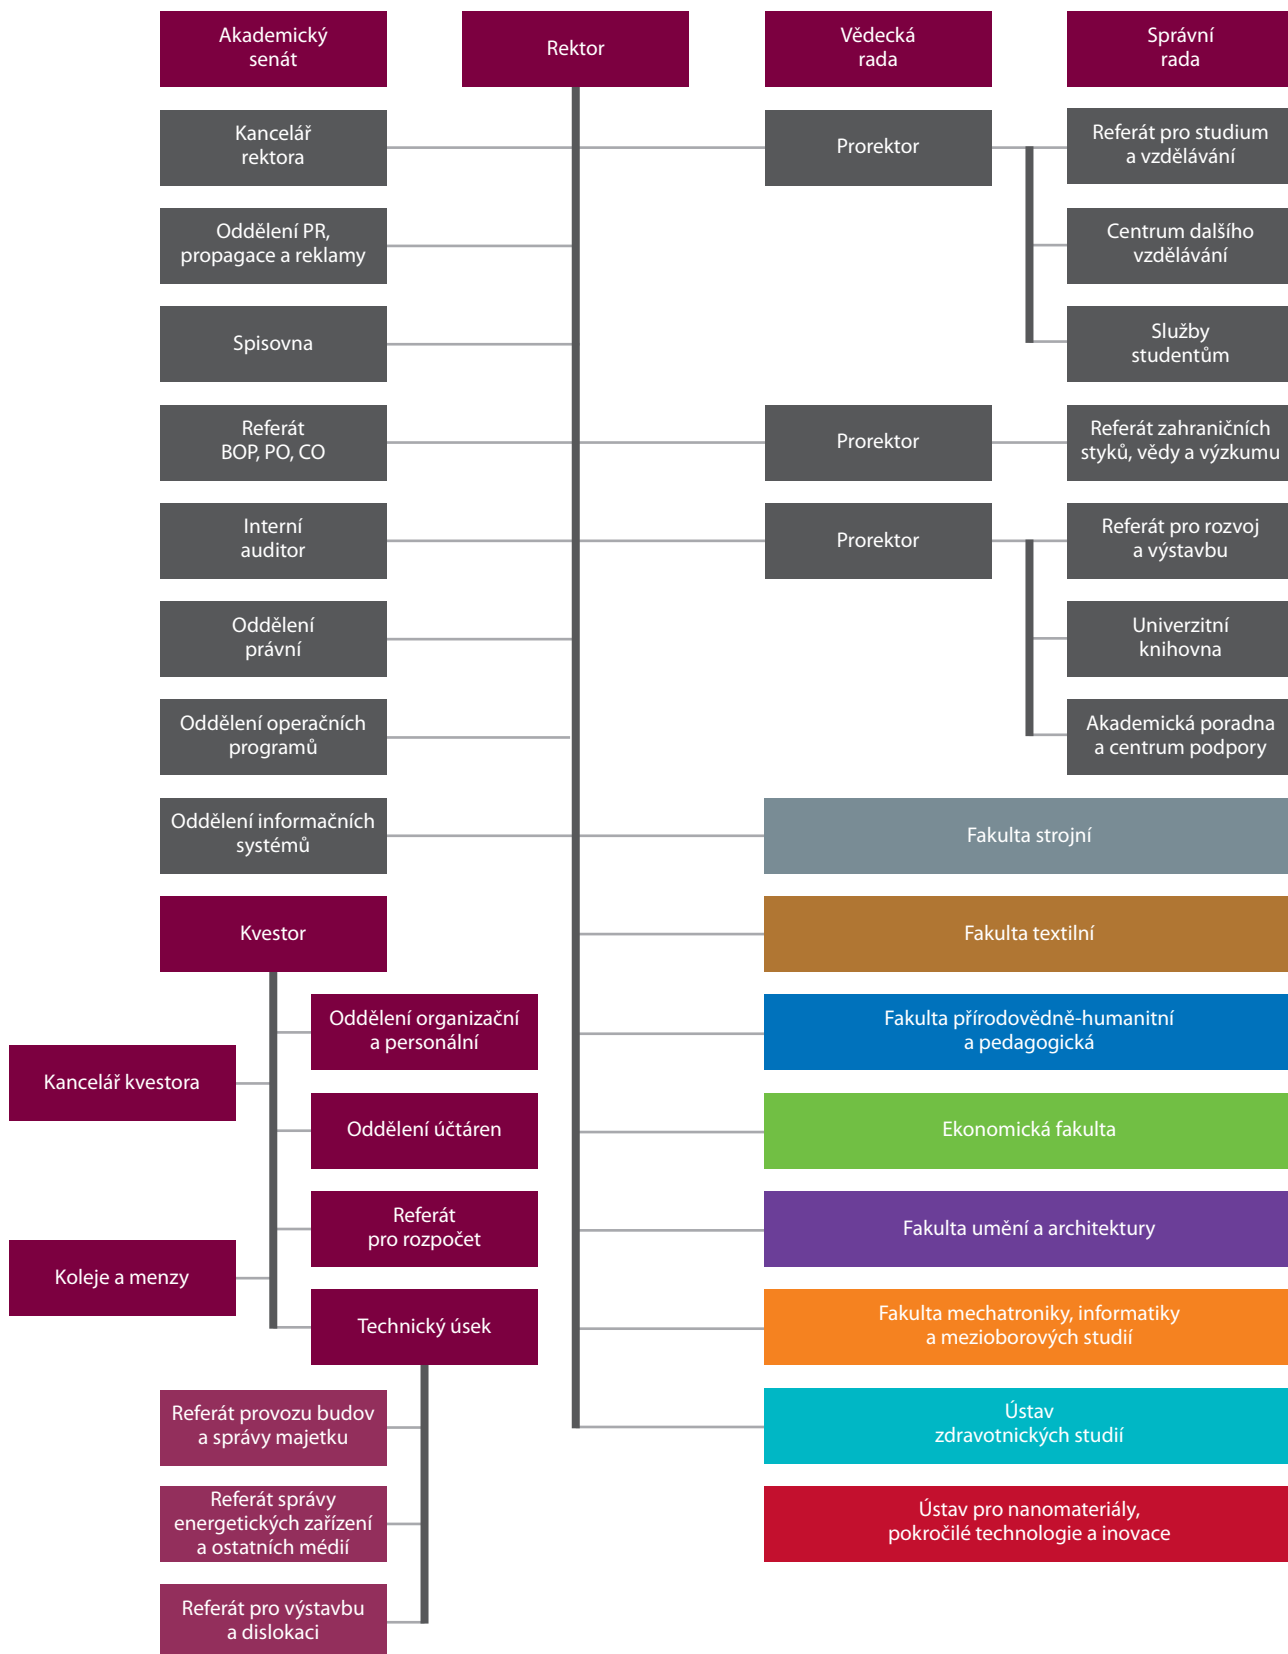 Akademický
senát
Rektor
Vědecká
rada
Správní
rada
Kancelář
rektora
Prorektor
Referát pro studium
a vzdělávání
Oddělení PR,
propagace a reklamy
Centrum dalšího
vzdělávání
Spisovna
Služby
studentům
Referát
BOP, PO, CO
Prorektor
Referát zahraničních
styků, vědy a výzkumu
Interní
auditor
Prorektor
Referát pro rozvoj
a výstavbu
Oddělení
právní
Univerzitní
knihovna
Oddělení operačních
programů
Akademická poradna
a centrum podpory
Oddělení informačních
systémů
Fakulta strojní
Kvestor
Fakulta textilní
Oddělení organizační
a personální
Fakulta přírodovědně-humanitní
a pedagogická
Kancelář kvestora
Oddělení účtáren
Ekonomická fakulta
Referát
pro rozpočet
Fakulta umění a architektury
Koleje a menzy
Technický úsek
Fakulta mechatroniky, informatiky
a mezioborových studií
Referát provozu budov
a správy majetku
Ústav
zdravotnických studií
Referát správy
energetických zařízení
a ostatních médií
Ústav pro nanomateriály,
pokročilé technologie a inovace
Referát pro výstavbu
a dislokaci